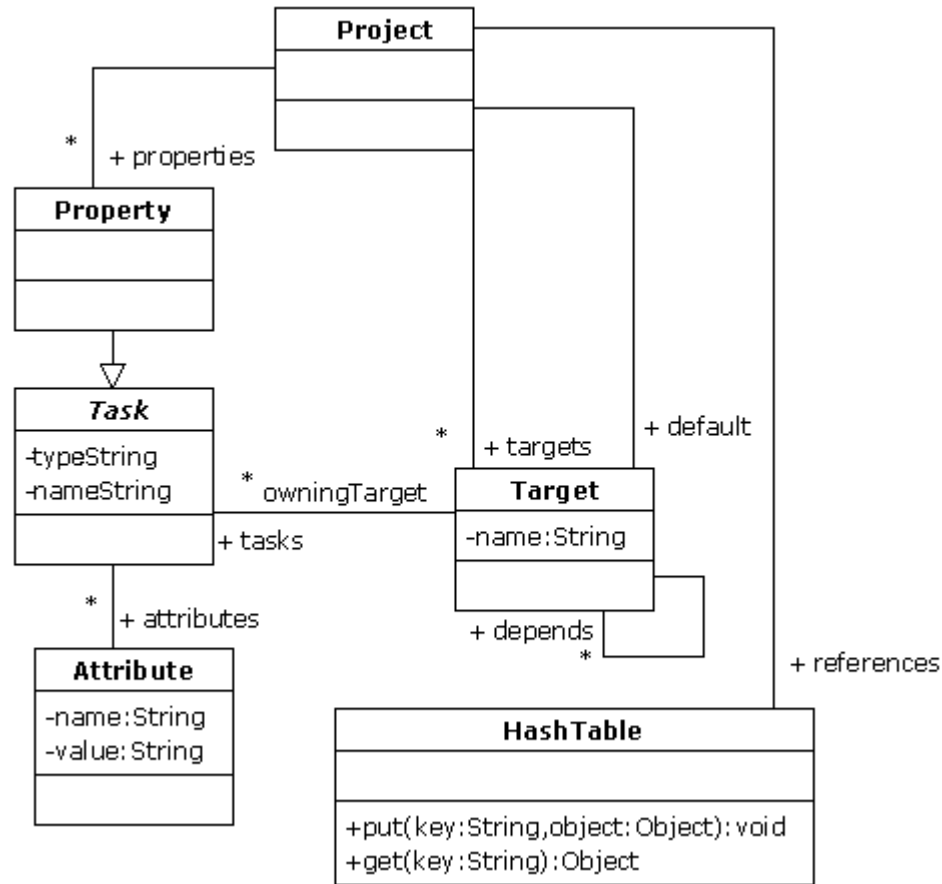 Project
*
+ properties
Property
Task
-typeString
-nameString
*
owningTarget
+ tasks
*
+ targets
+ default
Target
-name:String
+ depends
*
*
+ attributes
Attribute
-name:String
-value:String
+ references
HashTable
+put(key:String,object:Object):void
+get(key:String):Object